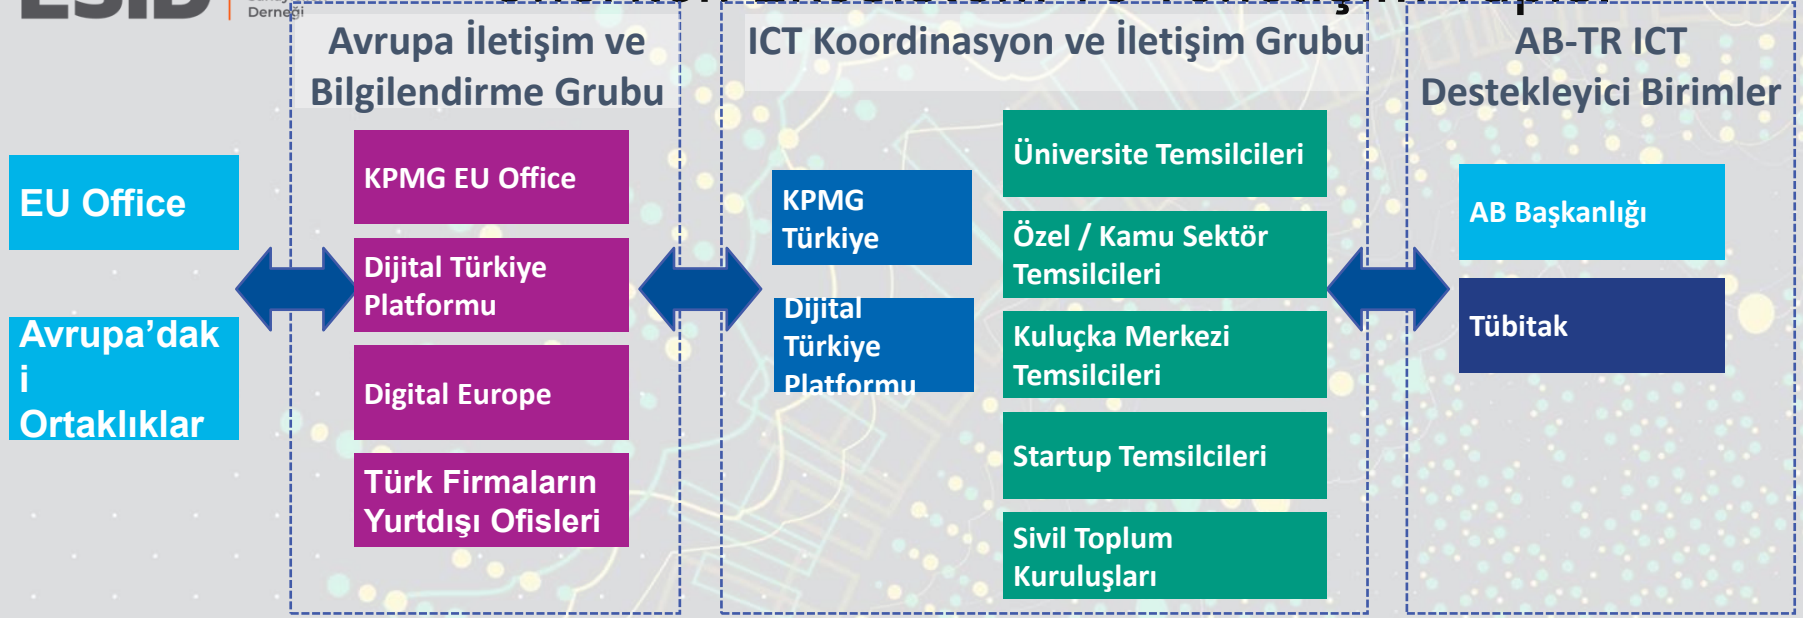 Derneği
Avrupa İletişim ve
Bilgilendirme Grubu
ICT Koordinasyon ve İletişim Grubu
AB-TR ICT
Destekleyici Birimler
EU Office
Avrupa’dak
i
Ortaklıklar
KPMG EU Office
Dijital Türkiye
Platformu
Digital Europe
Türk Firmaların
Yurtdışı Ofisleri
KPMG
Türkiye
Dijital
Türkiye
Platformu
Üniversite Temsilcileri
Özel / Kamu Sektör
Temsilcileri
Kuluçka Merkezi
Temsilcileri
Startup Temsilcileri
Sivil Toplum
Kuruluşları
AB Başkanlığı
Tübitak